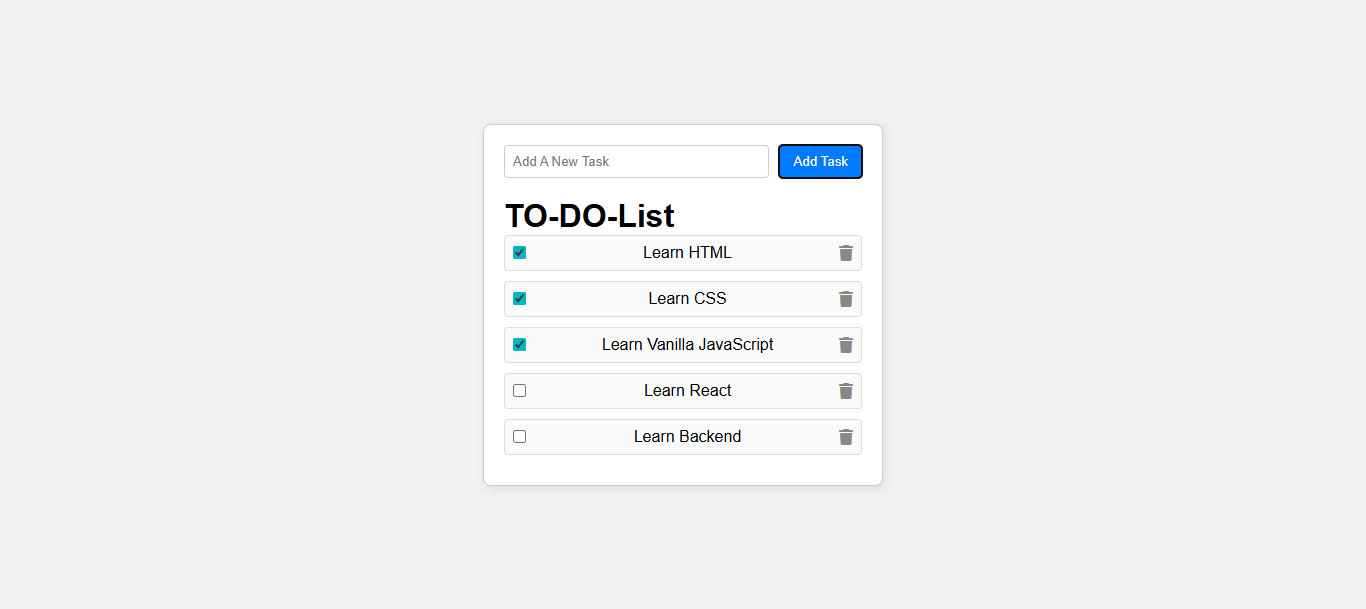 Add A New Task
Add Task
TO-DO-List
Learn HTML
Learn CSS
Learn Vanilla JavaScript
Learn React
Learn Backend